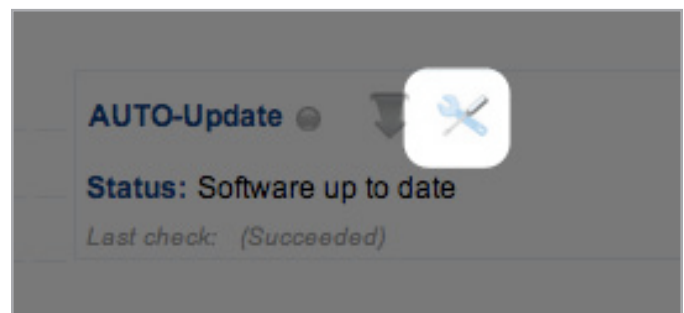 AUTO-Update
Status: Software up to date
Last check: (Succeeded)